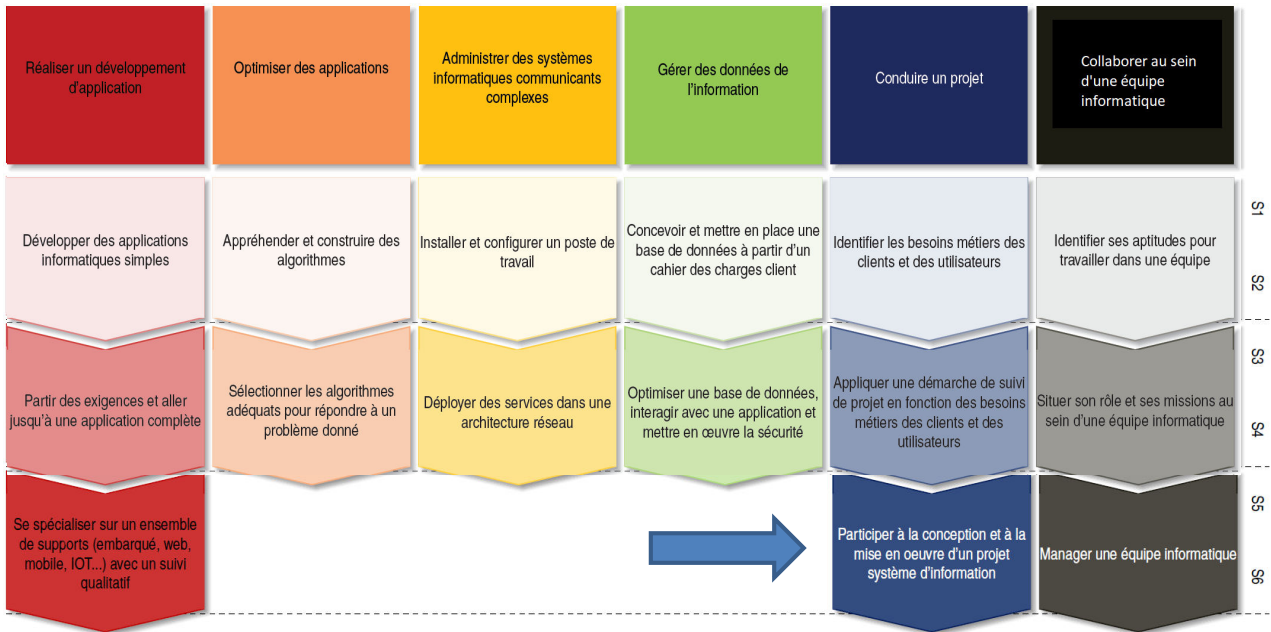 Réaliser un développement
d'application
Optimiser des applications
Administrer des systèmes
informatiques communicants
complexes
Gérer des données de
l'information
Conduire un projet
Collaborer au sein
d'une équipe
informatique
Développer des applications
informatiques simples
Appréhender et construire des
algorithmes
Installer et configurer un poste de
travail
Concevoir et mettre en place une
base de données à partir d'un
cahier des charges client
Identifier les besoins métiers des
clients et des utilisateurs
Identifier ses aptitudes pour
travailler dans une équipe
S1
S2
Partir des exigences et aller
jusqu'à une application complète
Sélectionner les algorithmes
adéquats pour répondre à un
problème donné
Déployer des services dans une
architecture réseau
Optimiser une base de données,
interagir avec une application et
mettre en œuvre la sécurité
Appliquer une démarche de suivi
de projet en fonction des besoins
métiers des clients et des
utilisateurs
Situer son rôle et ses missions au
sein d'une équipe informatique
S3
S4
Se spécialiser sur un ensemble
de supports (embarqué, web,
mobile, IOT...) avec un suivi
qualitatif
Participer à la conception et à la
mise en oeuvre d'un projet
système d'information
Manager une équipe informatique
S5
S6